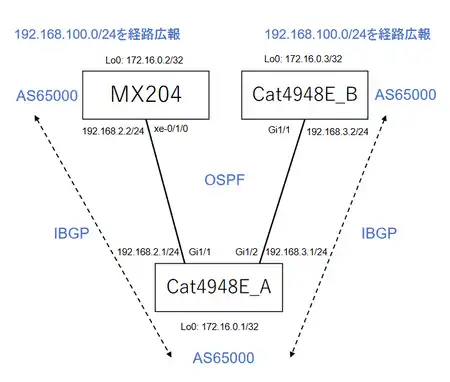 192.168.100.0/24を経路広報
192.168.100.0/24を経路広報
Lo0: 172.16.0.2/32
Lo0: 172.16.0.3/32
AS65000
MX204
Cat4948E_B
AS65000
192.168.2.2/24
xe-0/1/0
Gi1/1
192.168.3.2/24
OSPF
IBGP
IBGP
192.168.2.1/24
Gi1/1
Gi1/2
192.168.3.1/24
Cat4948E_A
Lo0: 172.16.0.1/32
AS65000